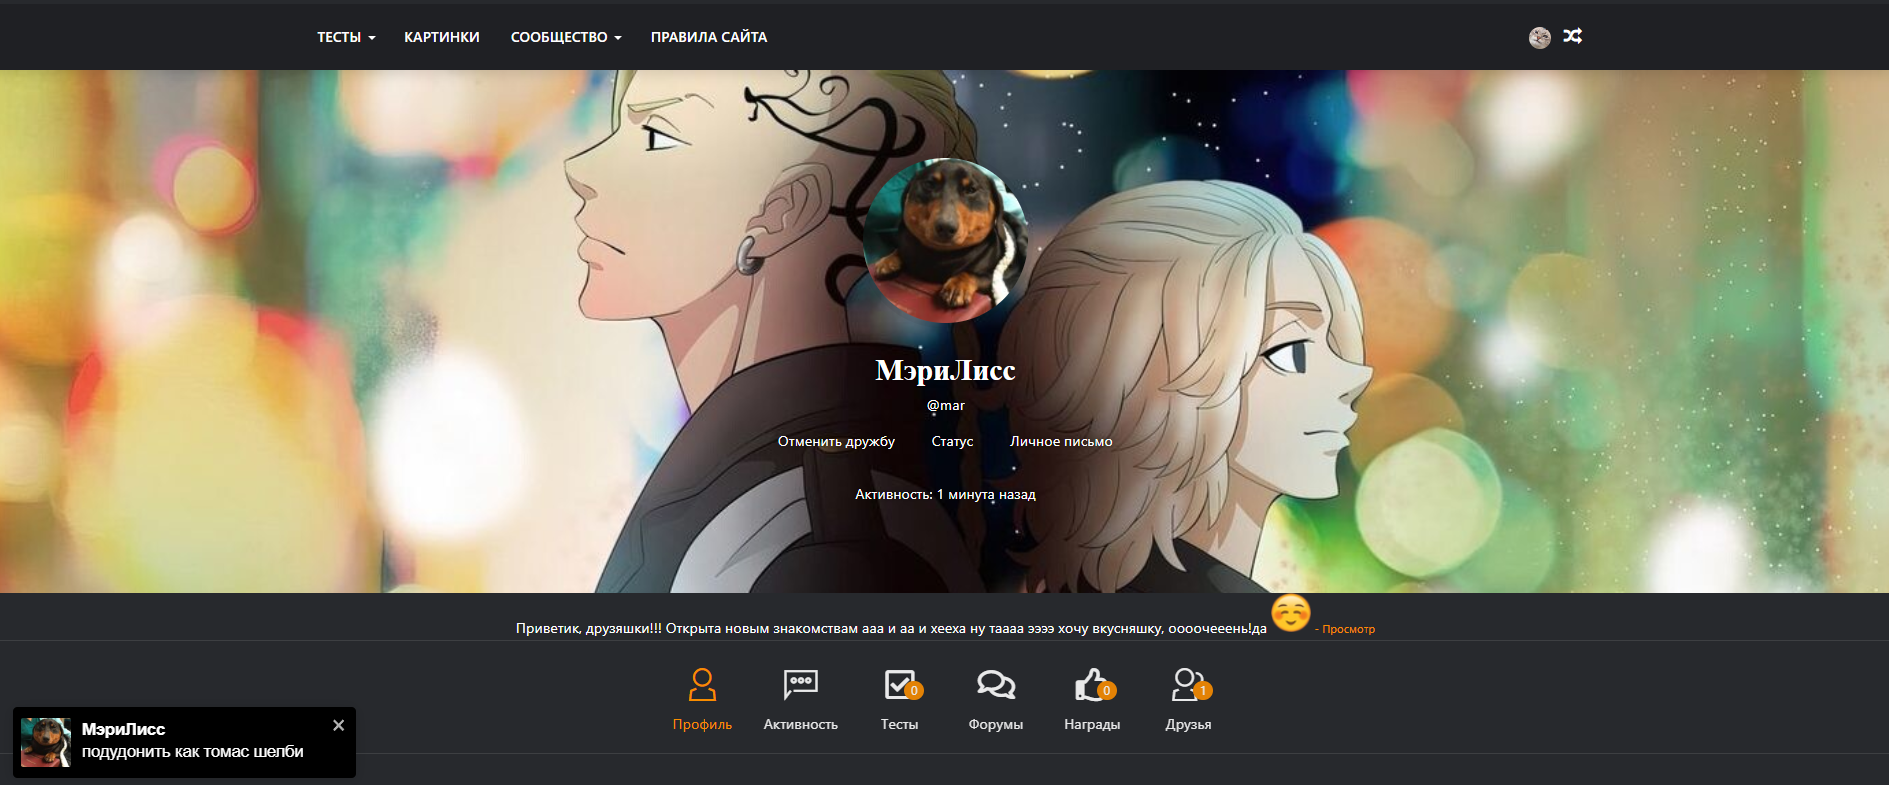 ТЕСТЫ КАРТИНКИ СООБЩЕСТВО ПРАВИЛА САЙТА
МэриЛисс
@mar
Отменить дружбу Статус Личное письмо
Активность: 1 минута назад
Приветик, друзяшки!!! Открыта новым знакомствам ааа и аа и хееха ну таааа ээээ хочу вкусняшку, оооочееень!да - Просмотр
0 0 1
Профиль Активность Тесты Форумы Награды Друзья
МэриЛисс
подудонить как томас шелби